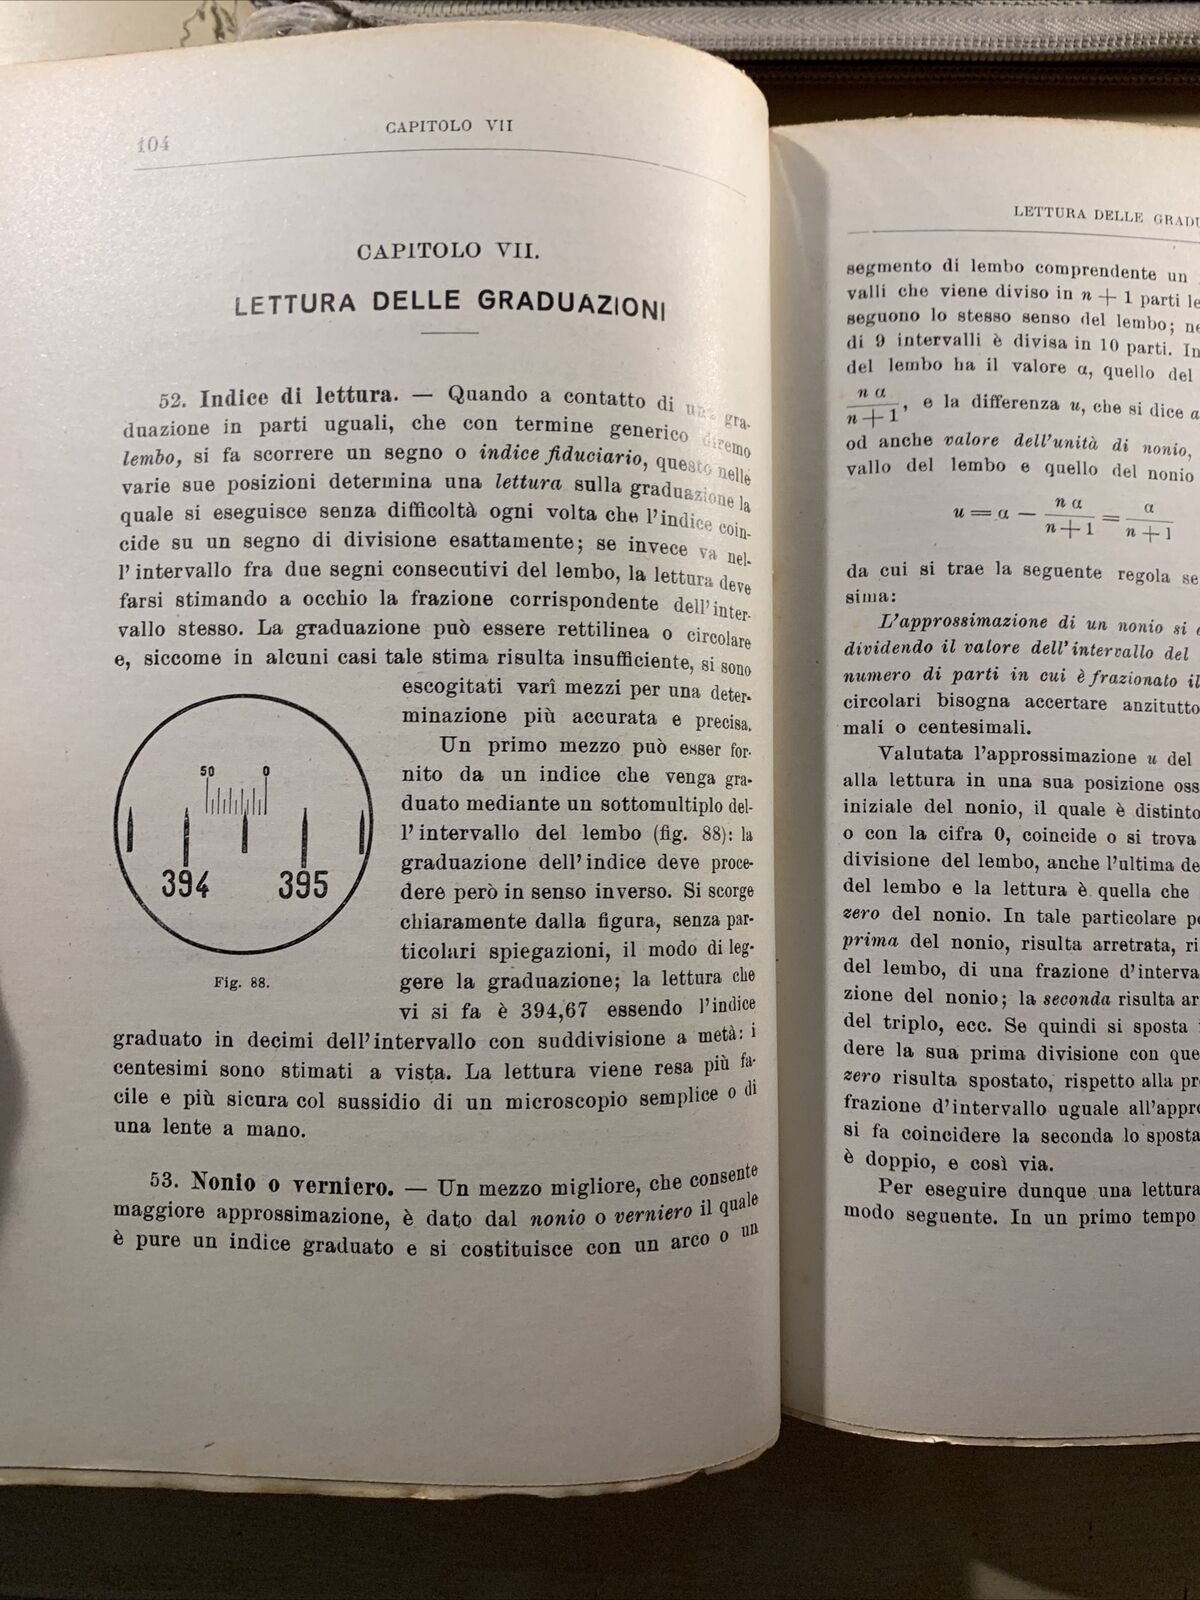 104
CAPITOLO VII
CAPITOLO VII.
LETTURA DELLE GRADUAZIONI
52. Indice di lettura. — Quando a contatto di una gra-
duazione in parti uguali, che con termine generico diremo
lembo, si fa scorrere un segno o indice fiduciario, questo nelle
varie sue posizioni determina una lettura sulla graduazione la
quale si eseguisce senza difficoltà ogni volta che l'indice coin-
cide su un segno di divisione esattamente; se invece va nel-
l'intervallo fra due segni consecutivi del lembo, la lettura deve
farsi stimando a occhio la frazione corrispondente dell'inter-
vallo stesso. La graduazione può essere rettilinea o circolare
e, siccome in alcuni casi tale stima risulta insufficiente, si sono
escogitati varî mezzi per una deter-
minazione più accurata e precisa.
Un primo mezzo può esser for-
nito da un indice che venga gra-
duato mediante un sottomultiplo del-
l'intervallo del lembo (fig. 88): la
graduazione dell'indice deve proce-
dere però in senso inverso. Si scorge
chiaramente dalla figura, senza par-
ticolari spiegazioni, il modo di leg-
gere la graduazione; la lettura che
vi si fa è 394,67 essendo l'indice
50 0
394 395
Fig. 88.
graduato in decimi dell'intervallo con suddivisione a metà: i
centesimi sono stimati a vista. La lettura viene resa più fa-
cile e più sicura col sussidio di un microscopio semplice o di
una lente a mano.
53. Nonio o verniero. — Un mezzo migliore, che consente
maggiore approssimazione, è dato dal nonio o verniero il quale
è pure un indice graduato e si costituisce con un arco o un
LETTURA DELLE GRADU
segmento di lembo comprendente un
valli che viene diviso in n + 1 parti le
seguono lo stesso senso del lembo; ne
di 9 intervalli è divisa in 10 parti. In
del lembo ha il valore α, quello del
n α / n + 1, e la differenza u, che si dice a
od anche valore dell'unità di nonio,
vallo del lembo e quello del nonio
u = α − n α / n + 1 = α / n + 1
da cui si trae la seguente regola se
sima:
L'approssimazione di un nonio si
dividendo il valore dell'intervallo del
numero di parti in cui è frazionato il
circolari bisogna accertare anzitutto
mali o centesimali.
Valutata l'approssimazione u del
alla lettura in una sua posizione oss
iniziale del nonio, il quale è distinto
o con la cifra 0, coincide o si trova
divisione del lembo, anche l'ultima de
del lembo e la lettura è quella che
zero del nonio. In tale particolare po
prima del nonio, risulta arretrata, ri
del lembo, di una frazione d'interva
zione del nonio; la seconda risulta ar
del triplo, ecc. Se quindi si sposta
dere la sua prima divisione con que
zero risulta spostato, rispetto alla pr
frazione d'intervallo uguale all'appro
si fa coincidere la seconda lo sposta
è doppio, e così via.
Per eseguire dunque una lettura
modo seguente. In un primo tempo